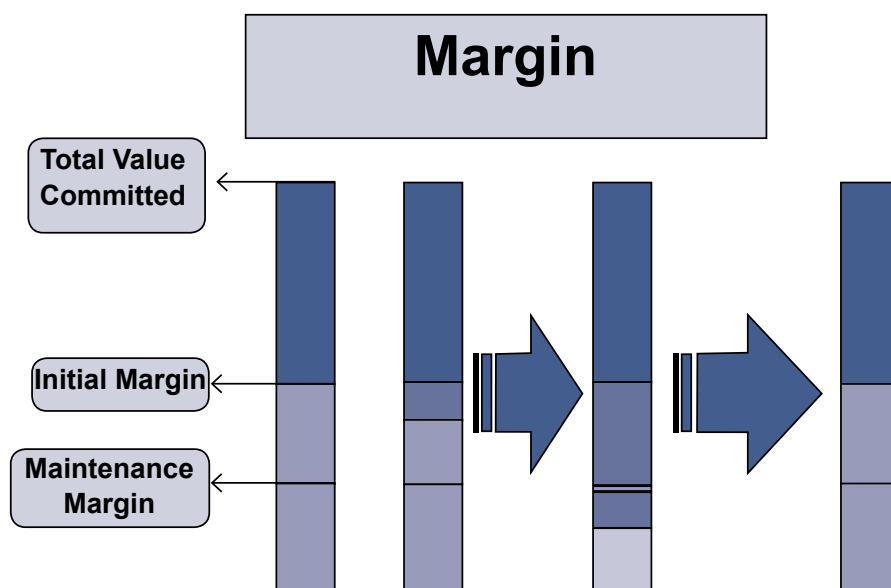 Margin
Total Value
Committed
Initial Margin
Maintenance
Margin